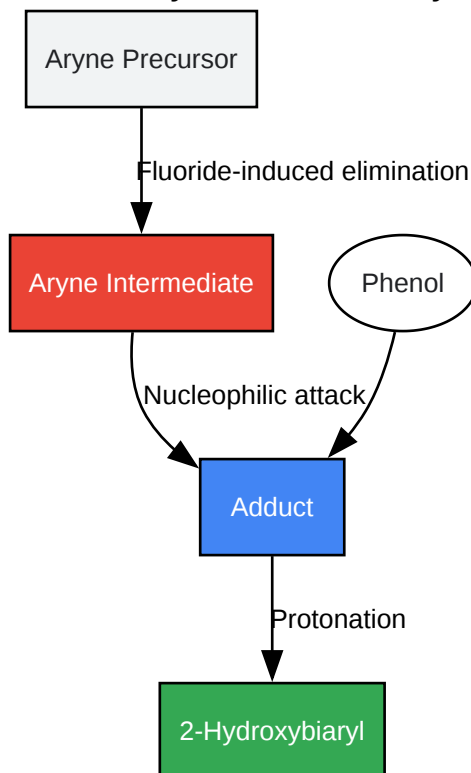 Aryne Precursor
Fluoride-induced elimination
Aryne Intermediate
Phenol
Nucleophilic attack
Adduct
Protonation
2-Hydroxybiaryl